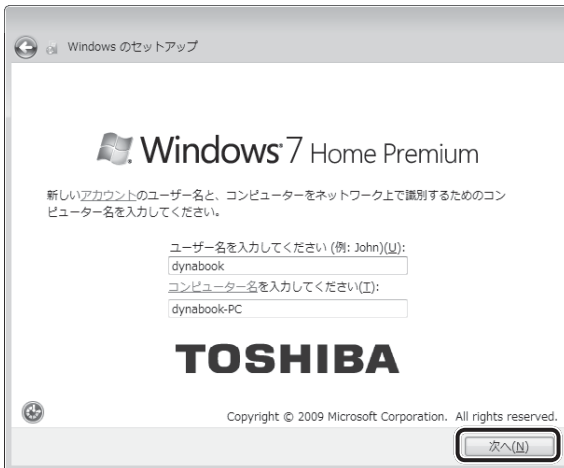 Windows のセットアップ
Windows 7 Home Premium
新しいアカウントのユーザー名と、コンピューターをネットワーク上で識別するためのコン
ピューター名を入力してください。
ユーザー名を入力してください (例: John)(U):
dynabook
コンピューター名を入力してください(T):
dynabook-PC
TOSHIBA
Copyright © 2009 Microsoft Corporation. All rights reserved.
次へ(N)